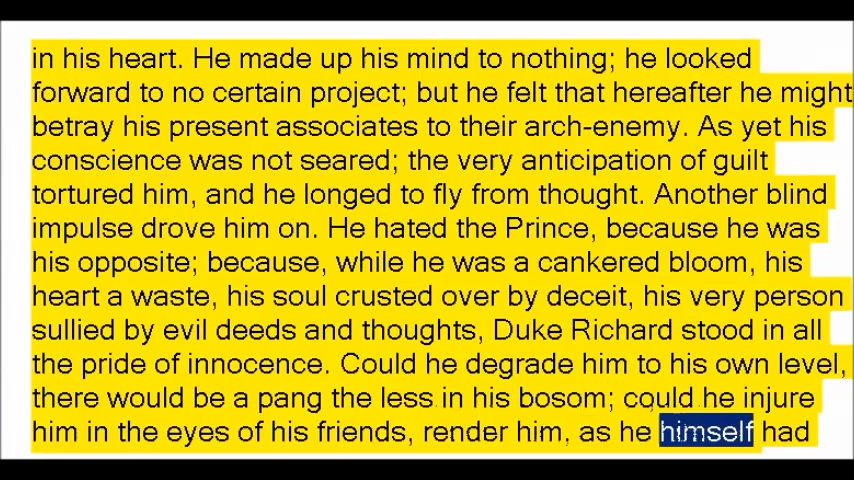 in his heart. He made up his mind to nothing; he looked
forward to no certain project; but he felt that hereafter he might
betray his present associates to their arch-enemy. As yet his
conscience was not seared; the very anticipation of guilt
tortured him, and he longed to fly from thought. Another blind
impulse drove him on. He hated the Prince, because he was
his opposite; because, while he was a cankered bloom, his
heart a waste, his soul crusted over by deceit, his very person
sullied by evil deeds and thoughts, Duke Richard stood in all
the pride of innocence. Could he degrade him to his own level,
there would be a pang the less in his bosom; could he injure
him in the eyes of his friends, render him, as he himself had